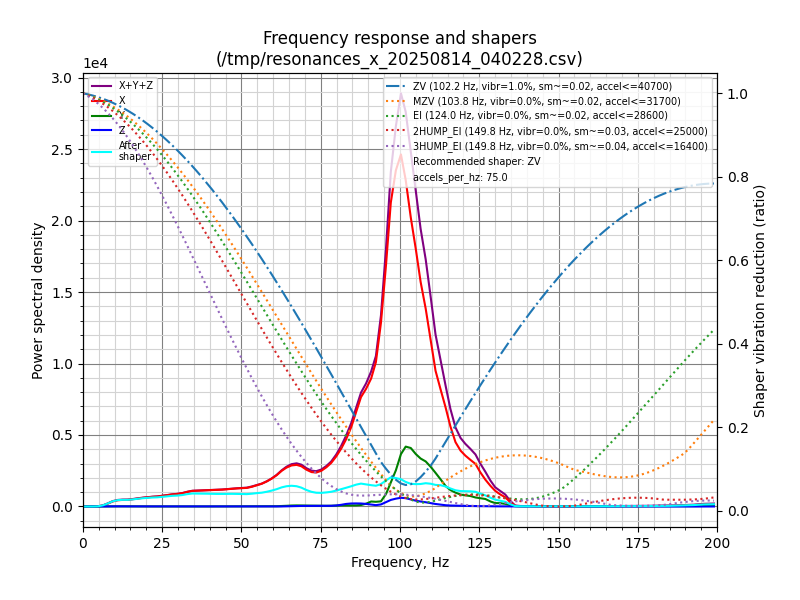 Frequency response and shapers
(/tmp/resonances_x_20250814_040228.csv)
1e4
X+Y+Z
X
Y
Z
After
shaper
ZV (102.2 Hz, vibr=1.0%, sm~=0.02, accel<=40700)
MZV (103.8 Hz, vibr=0.0%, sm~=0.02, accel<=31700)
EI (124.0 Hz, vibr=0.0%, sm~=0.02, accel<=28600)
2HUMP_EI (149.8 Hz, vibr=0.0%, sm~=0.03, accel<=25000)
3HUMP_EI (149.8 Hz, vibr=0.0%, sm~=0.04, accel<=16400)
Recommended shaper: ZV
accels_per_hz: 75.0
3.0
2.5
2.0
1.5
1.0
0.5
0.0
Power spectral density
1.0
0.8
0.6
0.4
0.2
0.0
Shaper vibration reduction (ratio)
0 25 50 75 100 125 150 175 200
Frequency, Hz